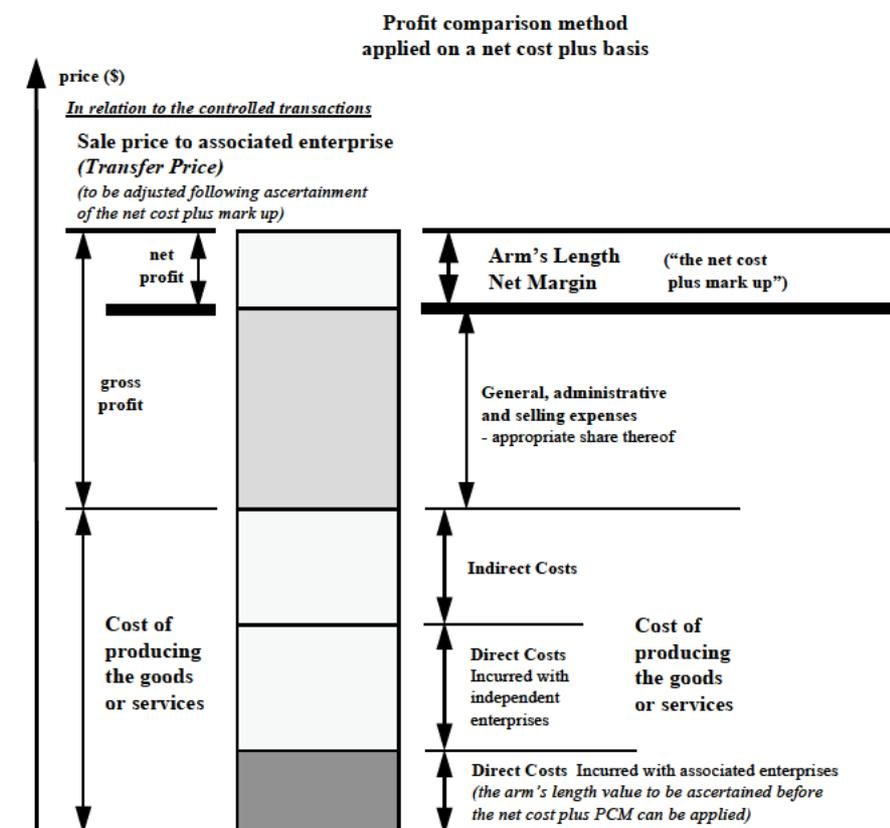 Profit comparison method
applied on a net cost plus basis
price ($)
In relation to the controlled transactions
Sale price to associated enterprise
(Transfer Price)
(to be adjusted following ascertainment
of the net cost plus mark up)
net
profit
Arm's Length
Net Margin
("the net cost
plus mark up")
gross
profit
General, administrative
and selling expenses
- appropriate share thereof
Indirect Costs
Cost of
producing
the goods
or services
Direct Costs
Incurred with
independent
enterprises
Cost of
producing
the goods
or services
Direct Costs Incurred with associated enterprises
(the arm's length value to be ascertained before
the net cost plus PCM can be applied)